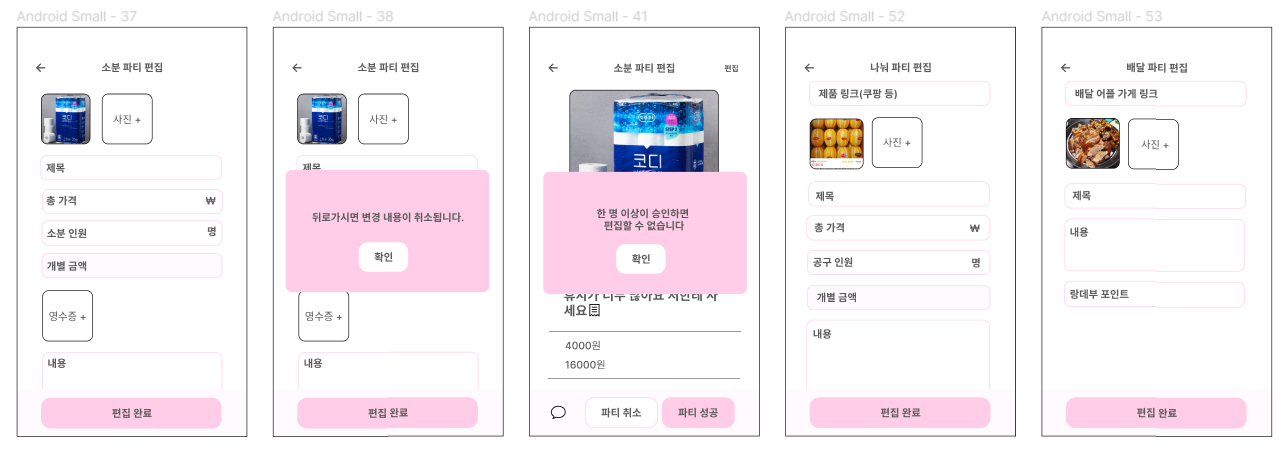 Android Small - 37
소분 파티 편집
코디
사진 +
제목
총 가격
₩
소분 인원
명
개별 금액
영수증 +
내용
편집 완료
Android Small - 38
소분 파티 편집
코디
사진 +
제목
뒤로가시면 변경 내용이 취소됩니다.
확인
영수증 +
내용
편집 완료
Android Small - 41
소분 파티 편집
편집
코디
한 명 이상이 승인하면
편집할 수 없습니다
확인
휴지가 너무 많아요 저한테 사
세요
4000원
16000원
파티 취소
파티 성공
Android Small - 52
나눠 파티 편집
제품 링크(쿠팡 등)
사진 +
제목
총 가격
₩
공구 인원
명
개별 금액
내용
편집 완료
Android Small - 53
배달 파티 편집
배달 어플 가게 링크
사진 +
제목
내용
랑데부 포인트
편집 완료